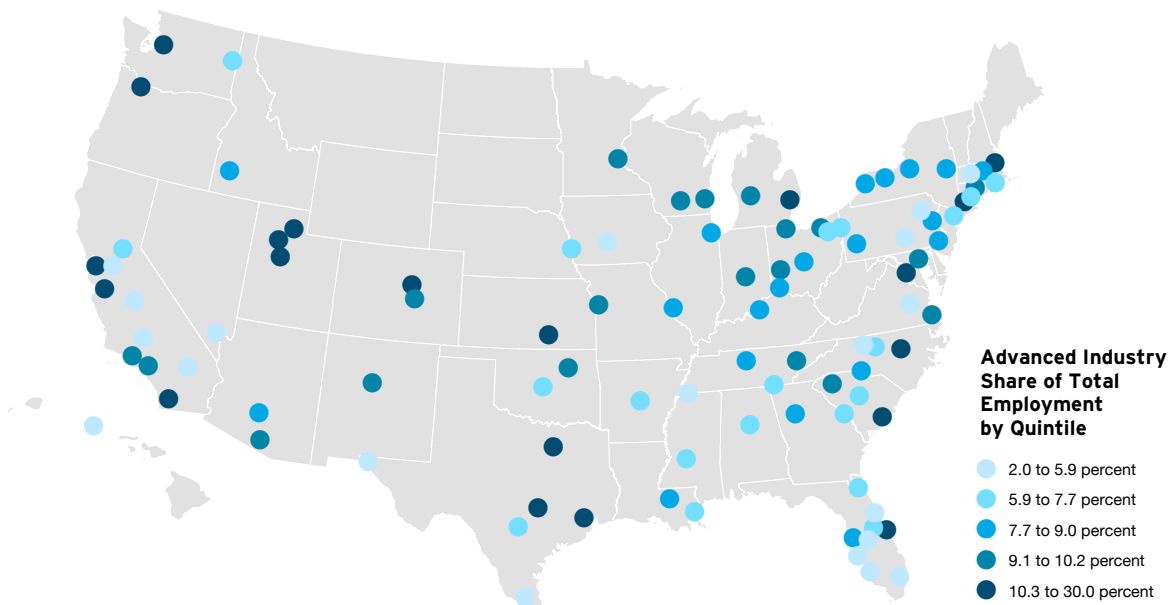 Advanced Industry
Share of Total
Employment
by Quintile
2.0 to 5.9 percent
5.9 to 7.7 percent
7.7 to 9.0 percent
9.1 to 10.2 percent
10.3 to 30.0 percent